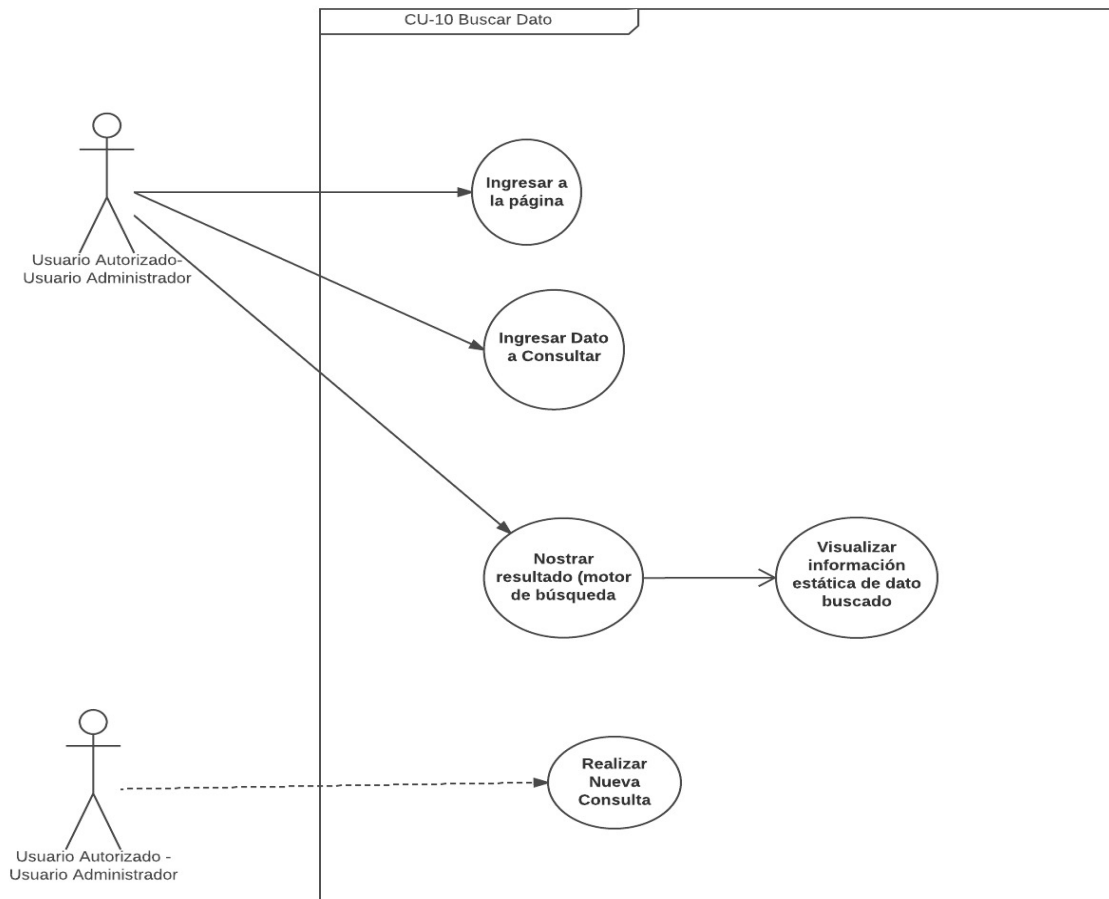 CU-10 Buscar Dato
Ingresar a
la página
Usuario Autorizado-
Usuario Administrador
Ingresar Dato
a Consultar
Nostrar
resultado (motor
de búsqueda
Visualizar
información
estática de dato
buscado
Realizar
Nueva
Consulta
Usuario Autorizado -
Usuario Administrador